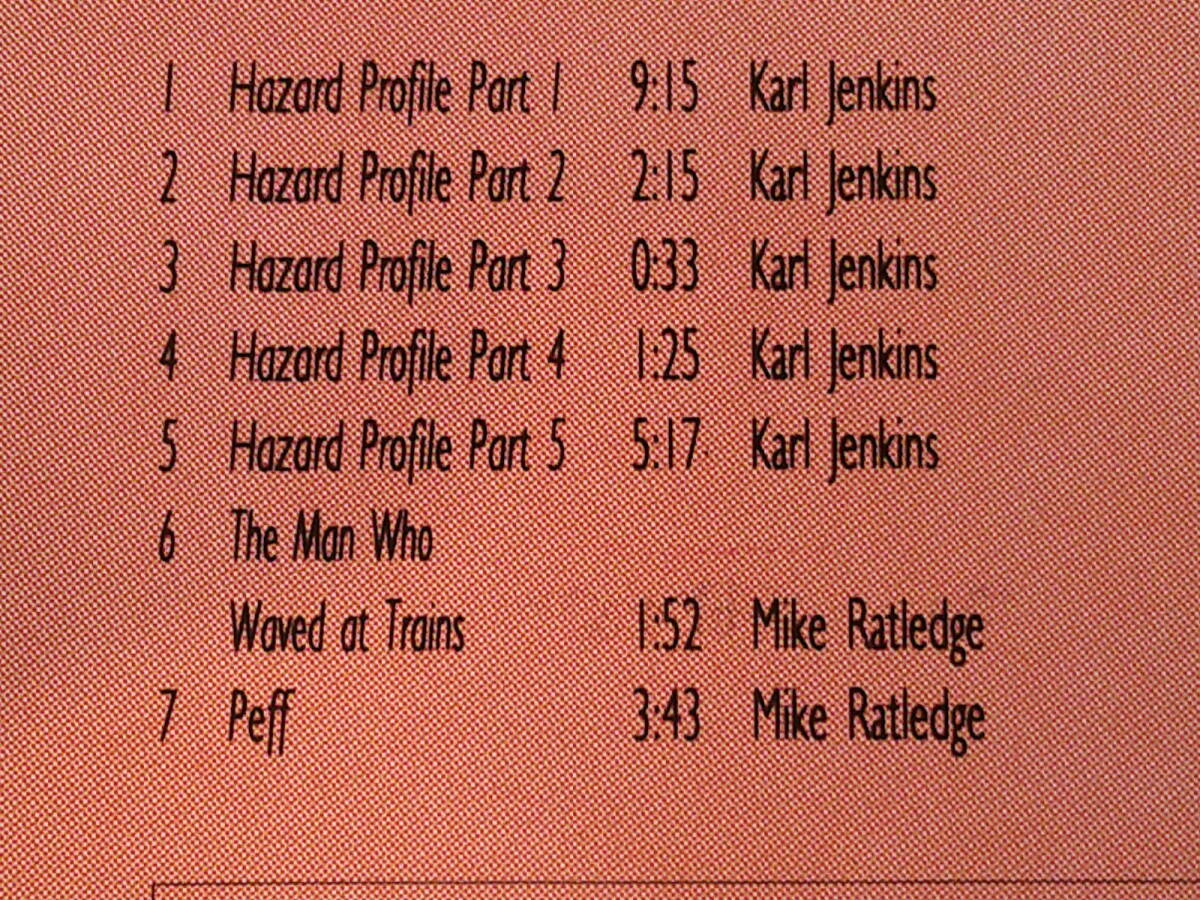 1 Hazard Profile Part 1 9:15 Karl Jenkins
2 Hazard Profile Part 2 2:15 Karl Jenkins
3 Hazard Profile Part 3 0:33 Karl Jenkins
4 Hazard Profile Part 4 1:25 Karl Jenkins
5 Hazard Profile Part 5 5:17 Karl Jenkins
6 The Man Who
Waved at Trains 1:52 Mike Ratledge
7 Peff 3:43 Mike Ratledge